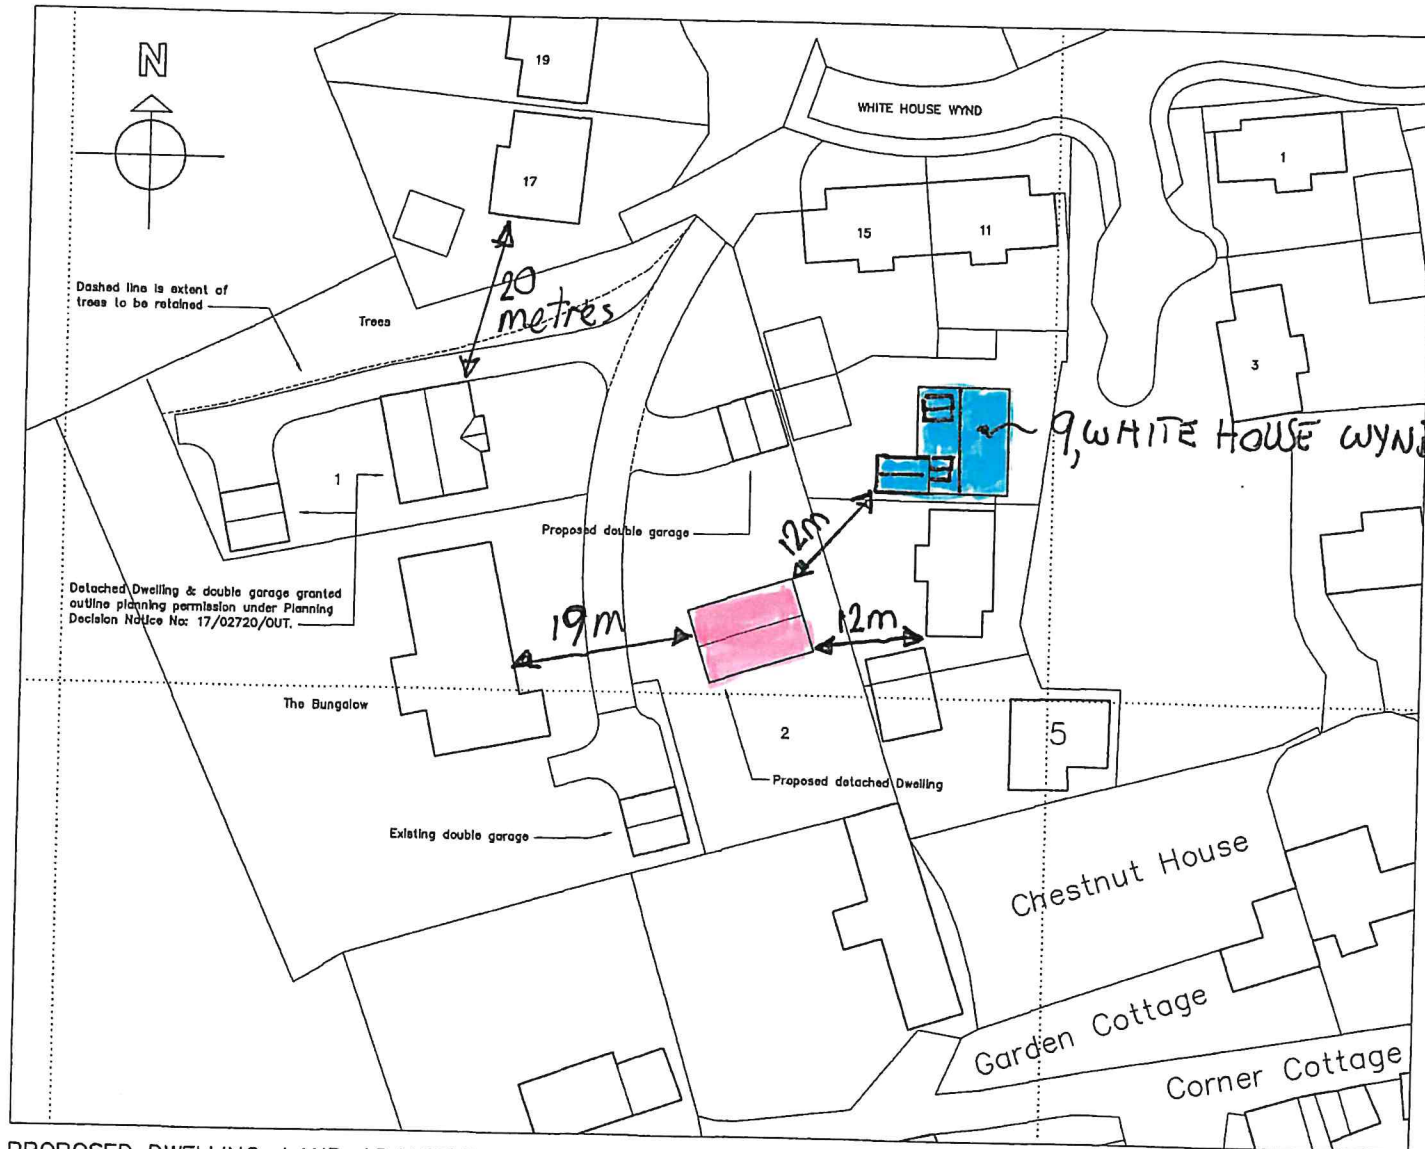 N
19
WHITE HOUSE WYND
17
1
15
11
20
metres
Dashed line is extent of
trees to be retained
Trees
3
9, WHITE HOUSE WYND
1
12m
Proposed double garage
Detached Dwelling & double garage granted
outline planning permission under Planning
Decision Notice No: 17/02720/OUT.
19m
12m
The Bungalow
2
5
Proposed detached Dwelling
Existing double garage
Chestnut House
Garden Cottage
Corner Cottage
PROPOSED DWELLING